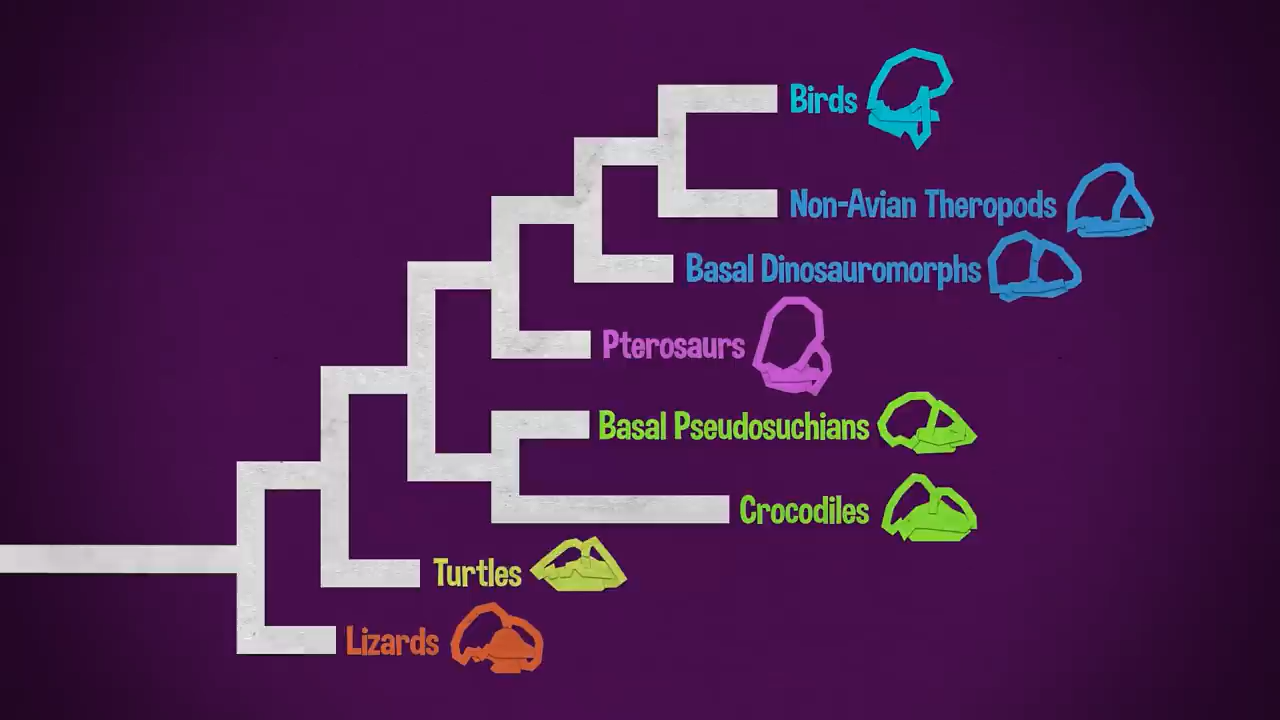 Birds
Non-Avian Theropods
Basal Dinosauromorphs
Pterosaurs
Basal Pseudosuchians
Crocodiles
Turtles
Lizards